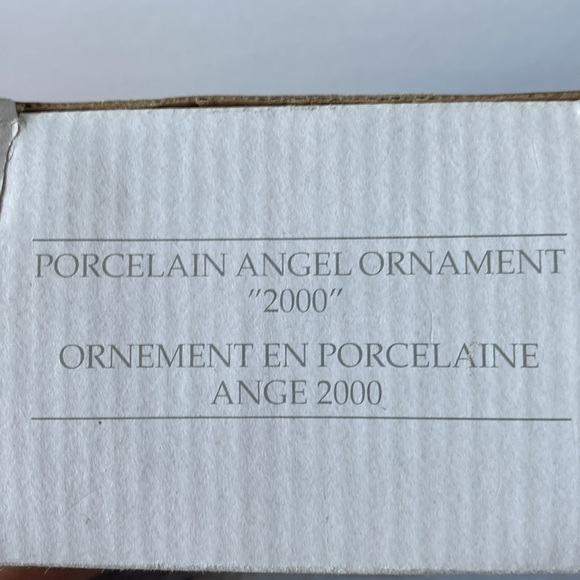 PORCELAIN ANGEL ORNAMENT
"2000"
ORNEMENT EN PORCELAINE
ANGE 2000